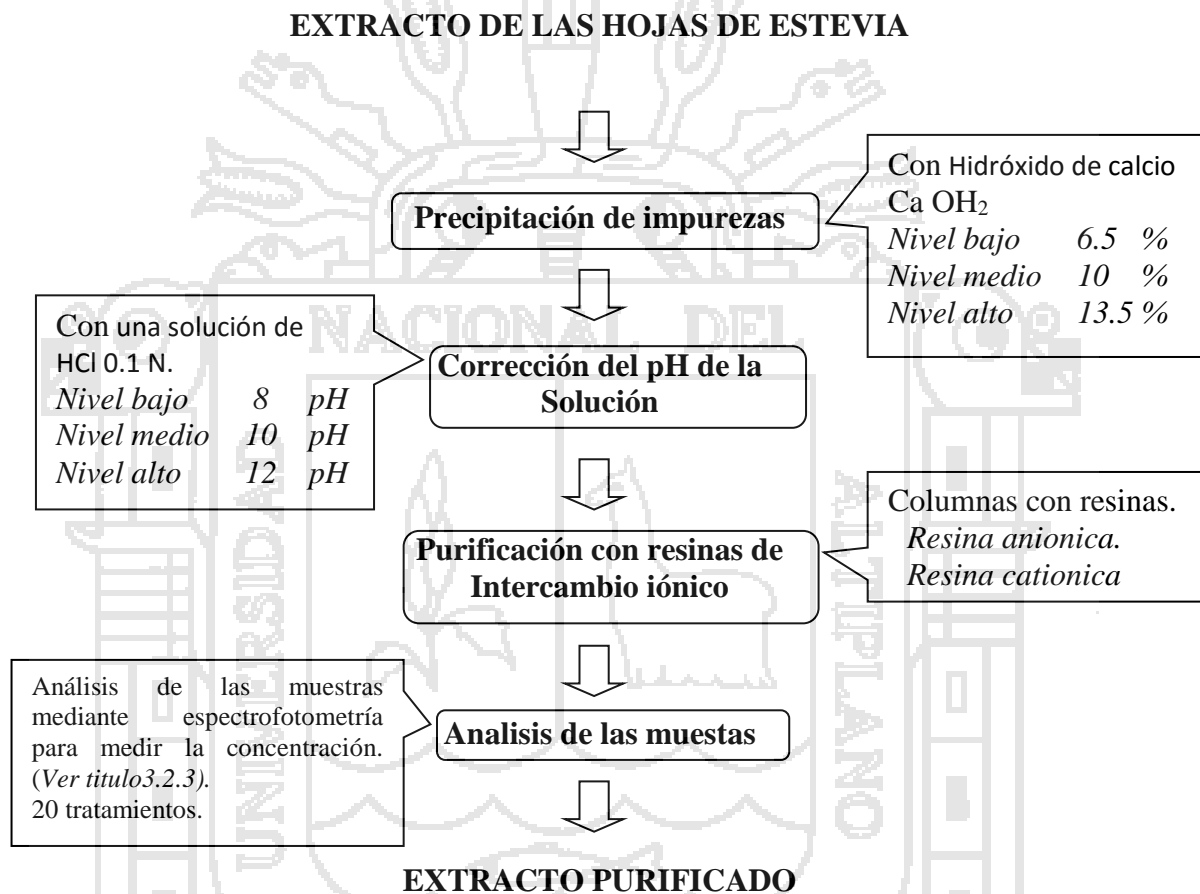 EXTRACTO DE LAS HOJAS DE ESTEVIA
Precipitación de impurezas
Con Hidróxido de calcio
Ca OH₂
Nivel bajo 6.5 %
Nivel medio 10 %
Nivel alto 13.5 %
Corrección del pH de la
Solución
Con una solución de
HCl 0.1 N.
Nivel bajo 8 pH
Nivel medio 10 pH
Nivel alto 12 pH
Purificación con resinas de
Intercambio iónico
Columnas con resinas.
Resina anionica.
Resina cationica
Analisis de las muestas
Análisis de las muestras
mediante espectrofotometría
para medir la concentración.
(Ver titulo3.2.3).
20 tratamientos.
EXTRACTO PURIFICADO
UNIVERSIDAD
NACIONAL DEL
ALTIPLANO